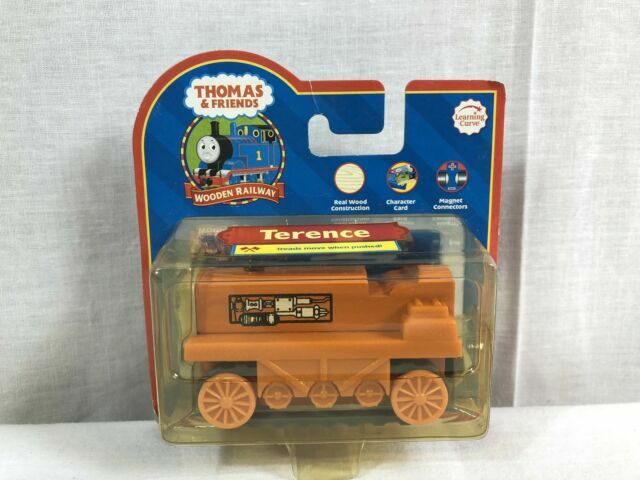 THOMAS
& FRIENDS
1
WOODEN RAILWAY
Learning
Curve
Real Wood
Construction
Character
Card
Magnet
Connectors
Terence
Treads move when pushed!